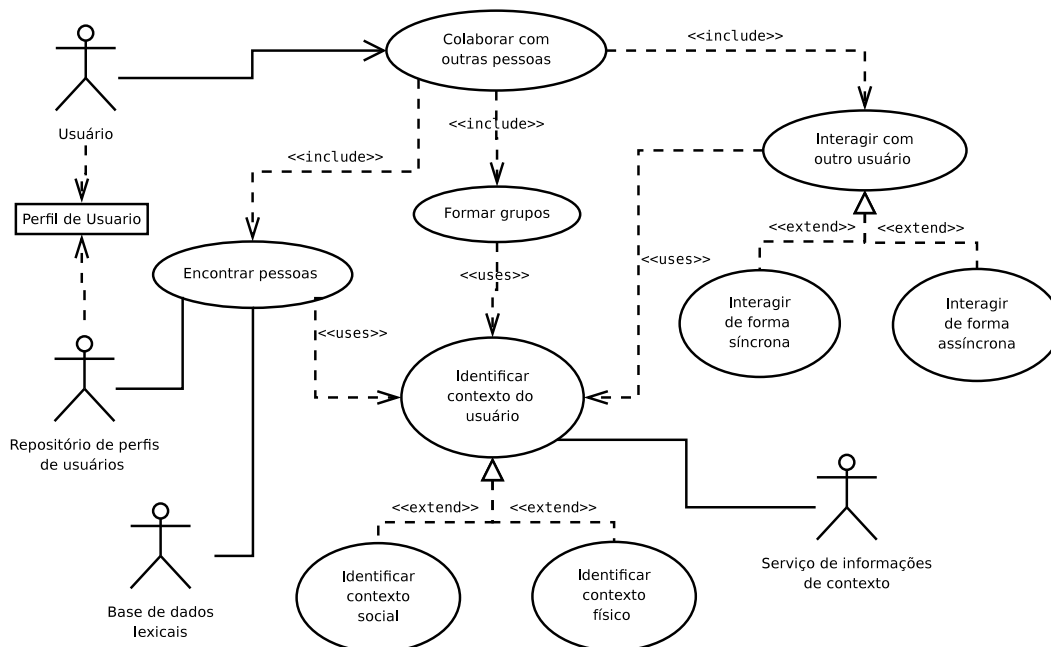 Colaborar com
outras pessoas
<<include>>
Usuário
<<include>>
<<include>>
Interagir com
outro usuário
Perfil de Usuario
Formar grupos
<<extend>>
<<extend>>
Encontrar pessoas
<<uses>>
<<uses>>
<<uses>>
Interagir
de forma
síncrona
Interagir
de forma
assíncrona
Identificar
contexto do
usuário
Repositório de perfis
de usuários
<<extend>>
<<extend>>
Serviço de informações
de contexto
Base de dados
lexicais
Identificar
contexto
social
Identificar
contexto
físico